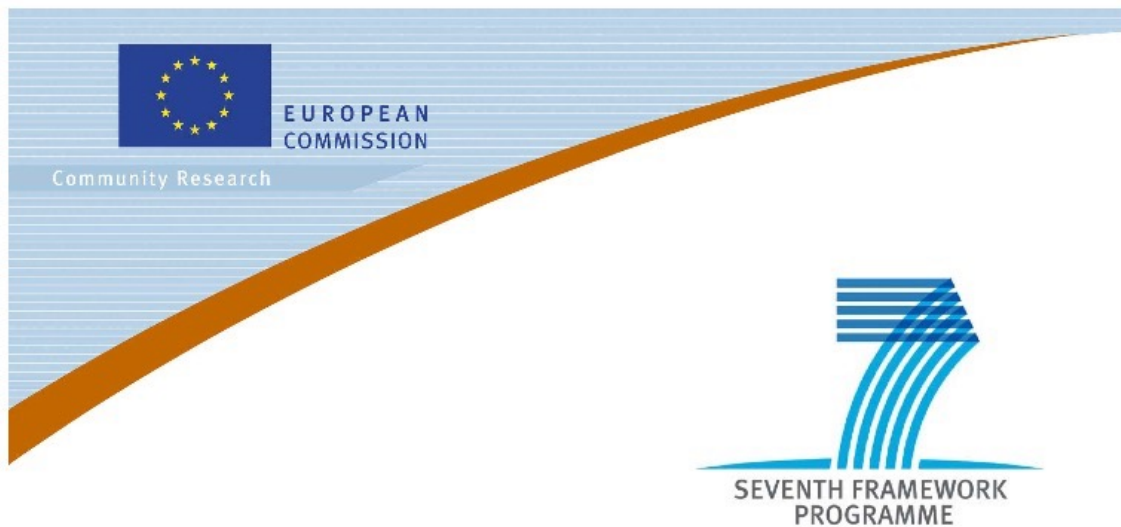 EUROPEAN
COMMISSION
Community Research
SEVENTH FRAMEWORK
PROGRAMME